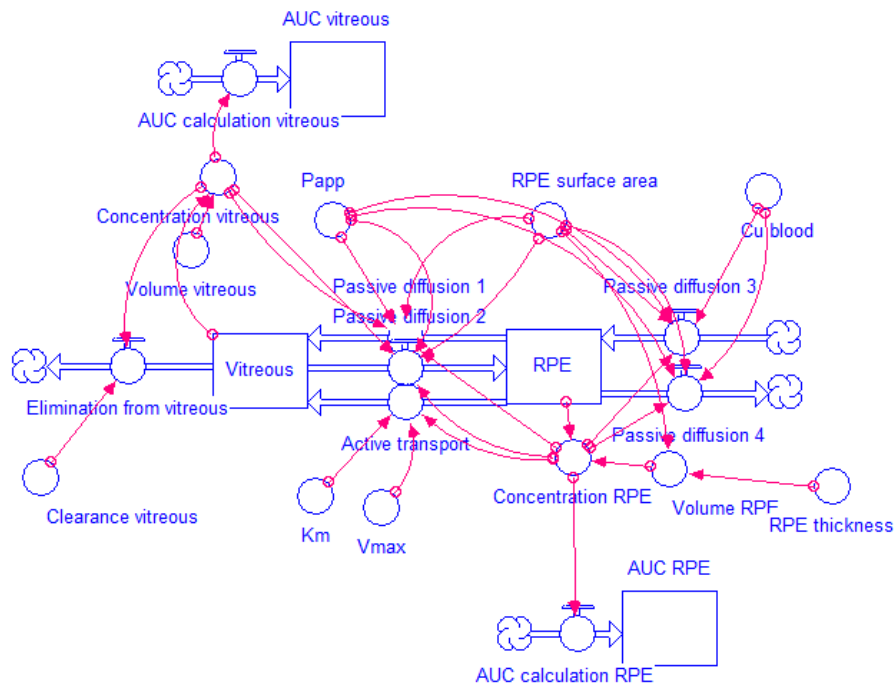 AUC vitreous
AUC calculation vitreous
Papp
RPE surface area
Concentration vitreous
Cu blood
Volume vitreous
Passive diffusion 1
Passive diffusion 3
Passive diffusion 2
Vitreous
RPE
Elimination from vitreous
Active transport
Passive diffusion 4
Clearance vitreous
Km
Vmax
Concentration RPE
Volume RPE
RPE thickness
AUC RPE
AUC calculation RPE